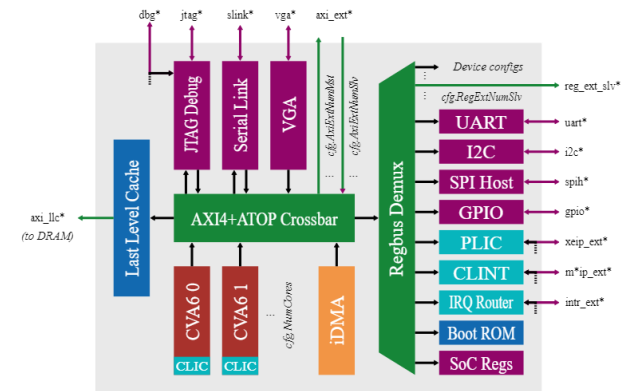 dbg*
jtag*
slink*
vga*
axi_ext*
JTAG Debug
Serial Link
VGA
cfg.AxiExtNumMst
cfg.AxiExtNumSlv
Device configs
cfg.RegExtNumSlv
reg_ext_slv*
Regbus Demux
UART
uart*
I2C
i2c*
SPI Host
spih*
GPIO
gpio*
PLIC
xeip_ext*
CLINT
m*ip_ext*
IRQ Router
intr_ext*
Boot ROM
SoC Regs
Last Level Cache
axi_llc*
(to DRAM)
AXI4+ATOP Crossbar
CVA6 0
CLIC
CVA6 1
CLIC
cfg.NumCores
iDMA